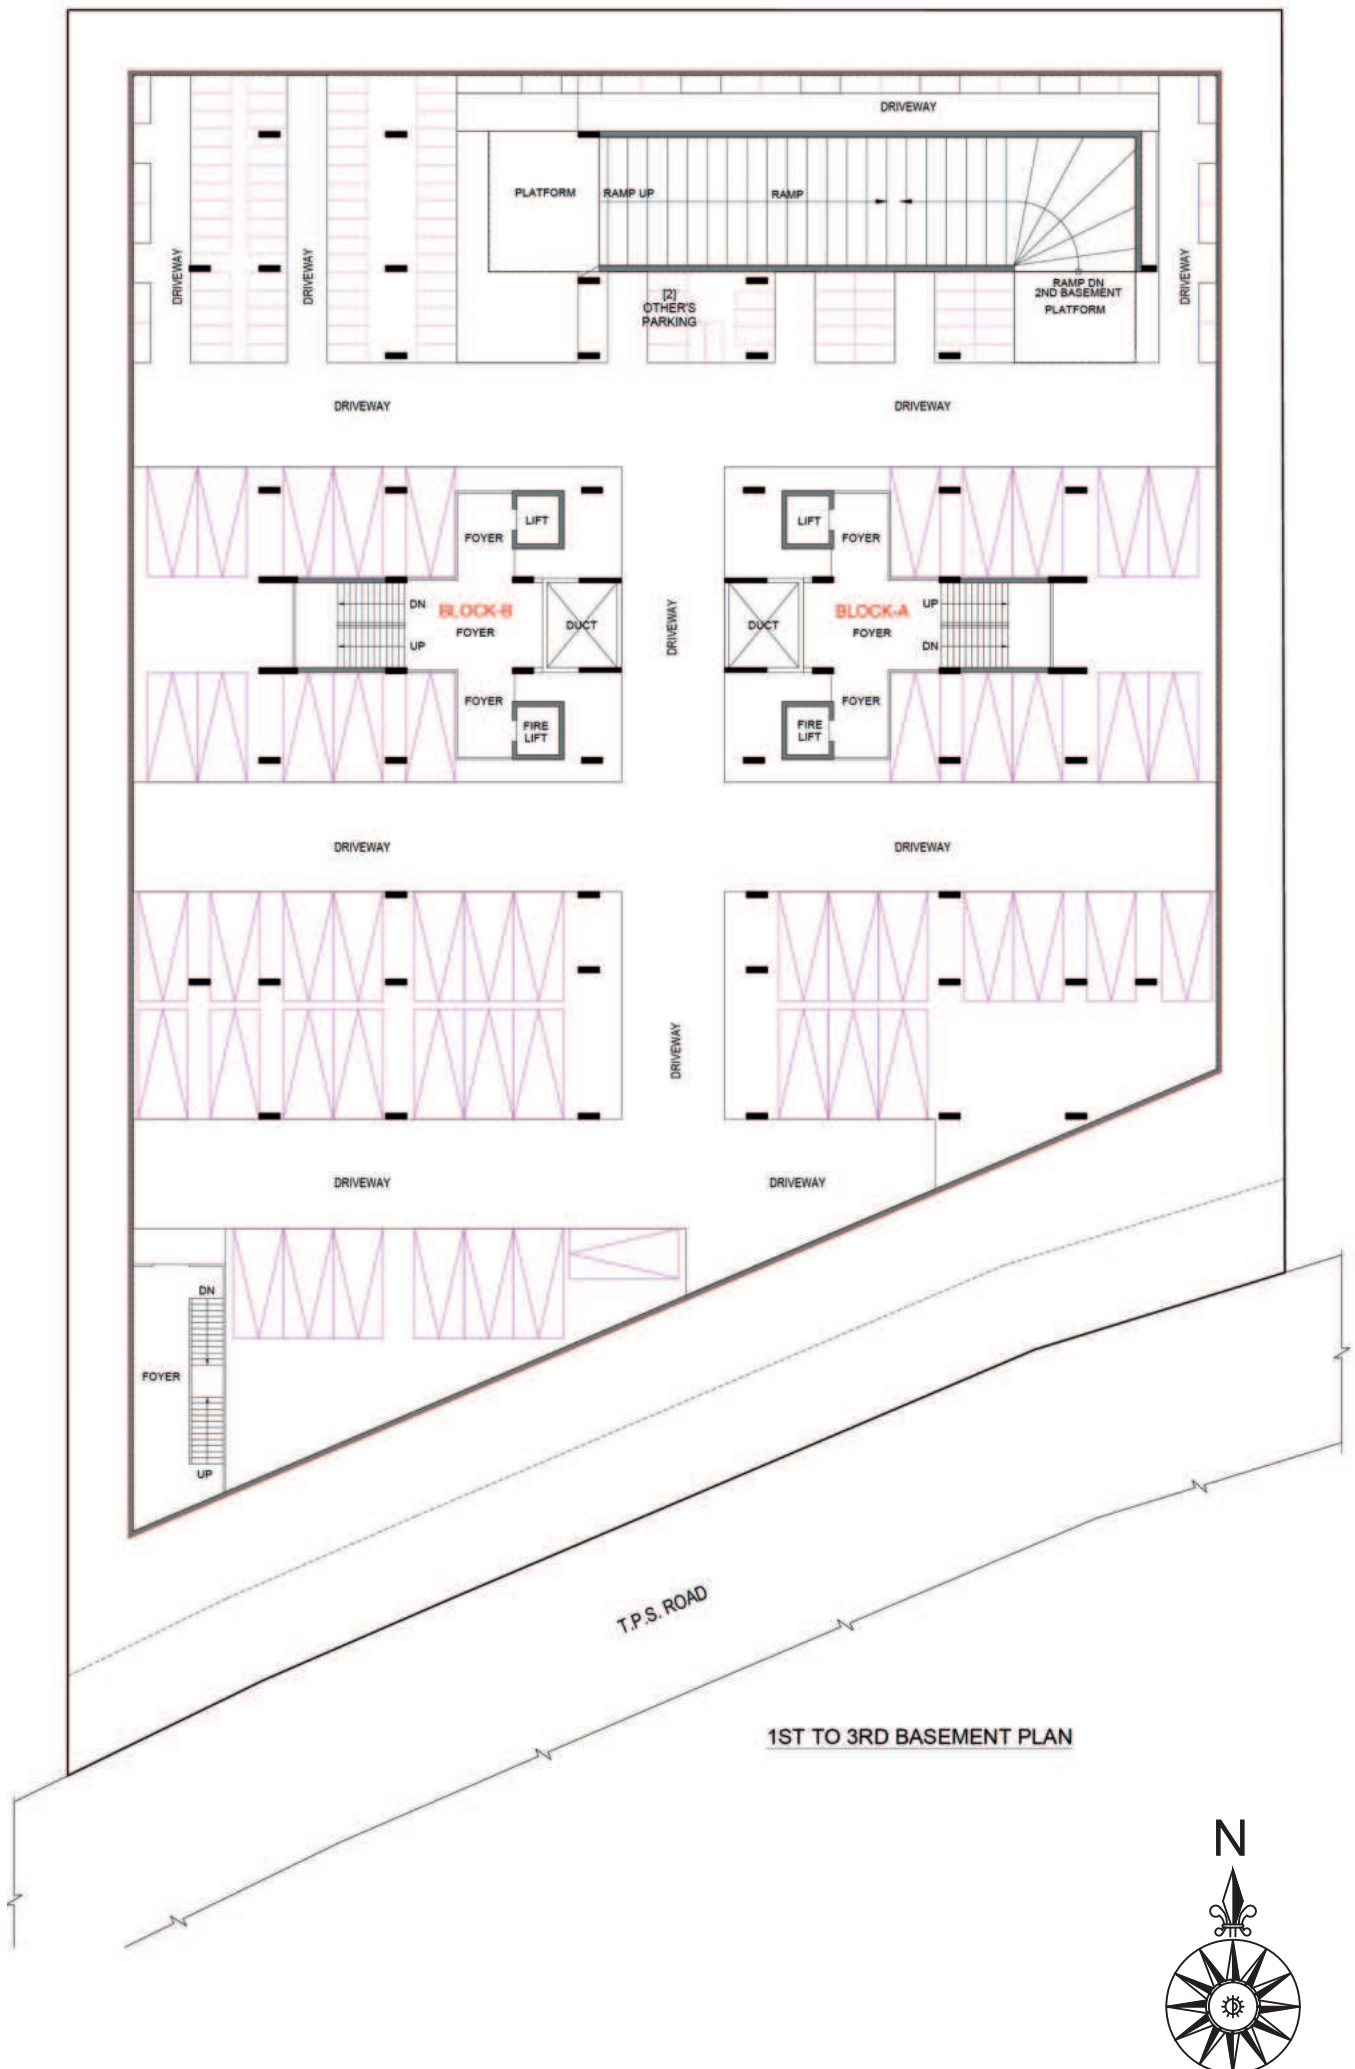 DRIVEWAY
PLATFORM
RAMP UP
RAMP
DRIVEWAY
DRIVEWAY
DRIVEWAY
[2]
OTHER'S
PARKING
RAMP DN
2ND BASEMENT
PLATFORM
DRIVEWAY
DRIVEWAY
LIFT
FOYER
LIFT
FOYER
DN
BLOCK-B
FOYER
UP
DUCT
DRIVEWAY
DUCT
BLOCK-A
FOYER
UP
DN
FOYER
FIRE
LIFT
FIRE
LIFT
FOYER
DRIVEWAY
DRIVEWAY
DRIVEWAY
DRIVEWAY
DRIVEWAY
DN
FOYER
UP
T.P.S. ROAD
1ST TO 3RD BASEMENT PLAN
N